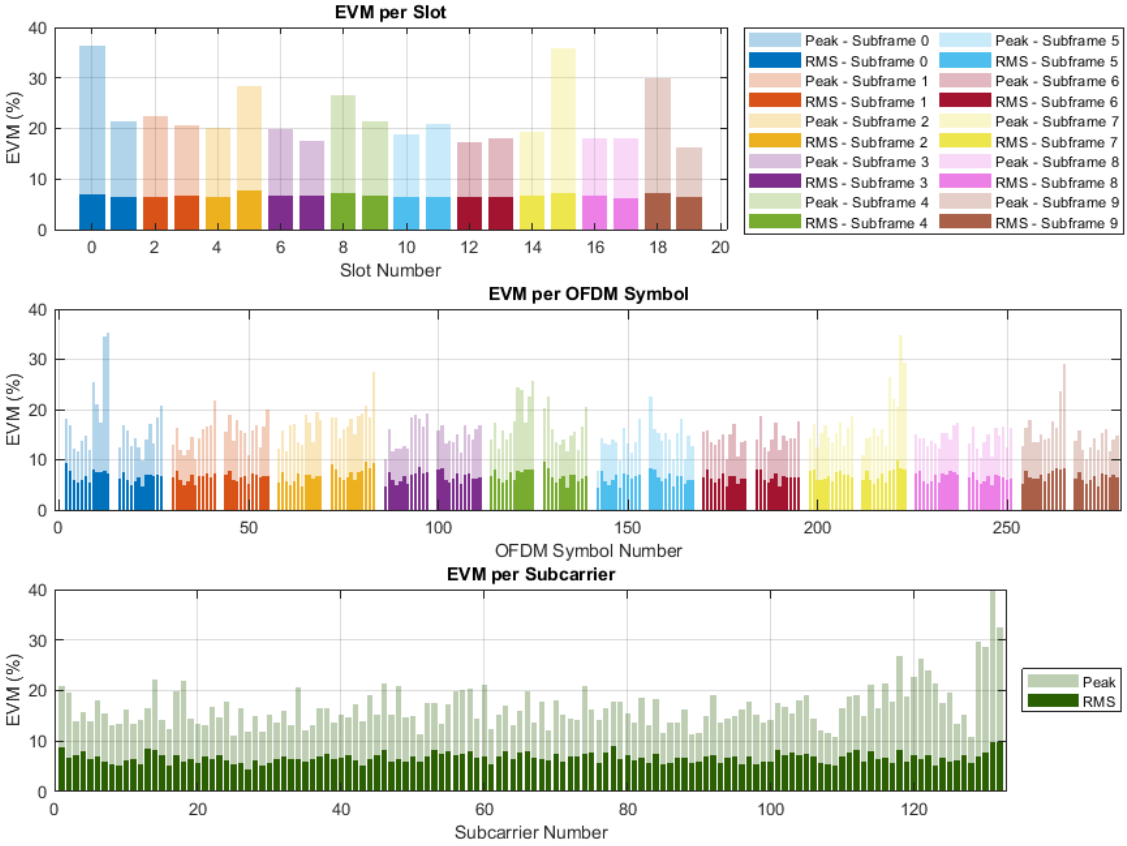 EVM per Slot
EVM (%)
40
30
20
10
0
0 2 4 6 8 10 12 14 16 18 20
Slot Number
Peak - Subframe 0
RMS - Subframe 0
Peak - Subframe 1
RMS - Subframe 1
Peak - Subframe 2
RMS - Subframe 2
Peak - Subframe 3
RMS - Subframe 3
Peak - Subframe 4
RMS - Subframe 4
Peak - Subframe 5
RMS - Subframe 5
Peak - Subframe 6
RMS - Subframe 6
Peak - Subframe 7
RMS - Subframe 7
Peak - Subframe 8
RMS - Subframe 8
Peak - Subframe 9
RMS - Subframe 9
EVM per OFDM Symbol
EVM (%)
40
30
20
10
0
0 50 100 150 200 250
OFDM Symbol Number
EVM per Subcarrier
EVM (%)
40
30
20
10
0
0 20 40 60 80 100 120
Subcarrier Number
Peak
RMS